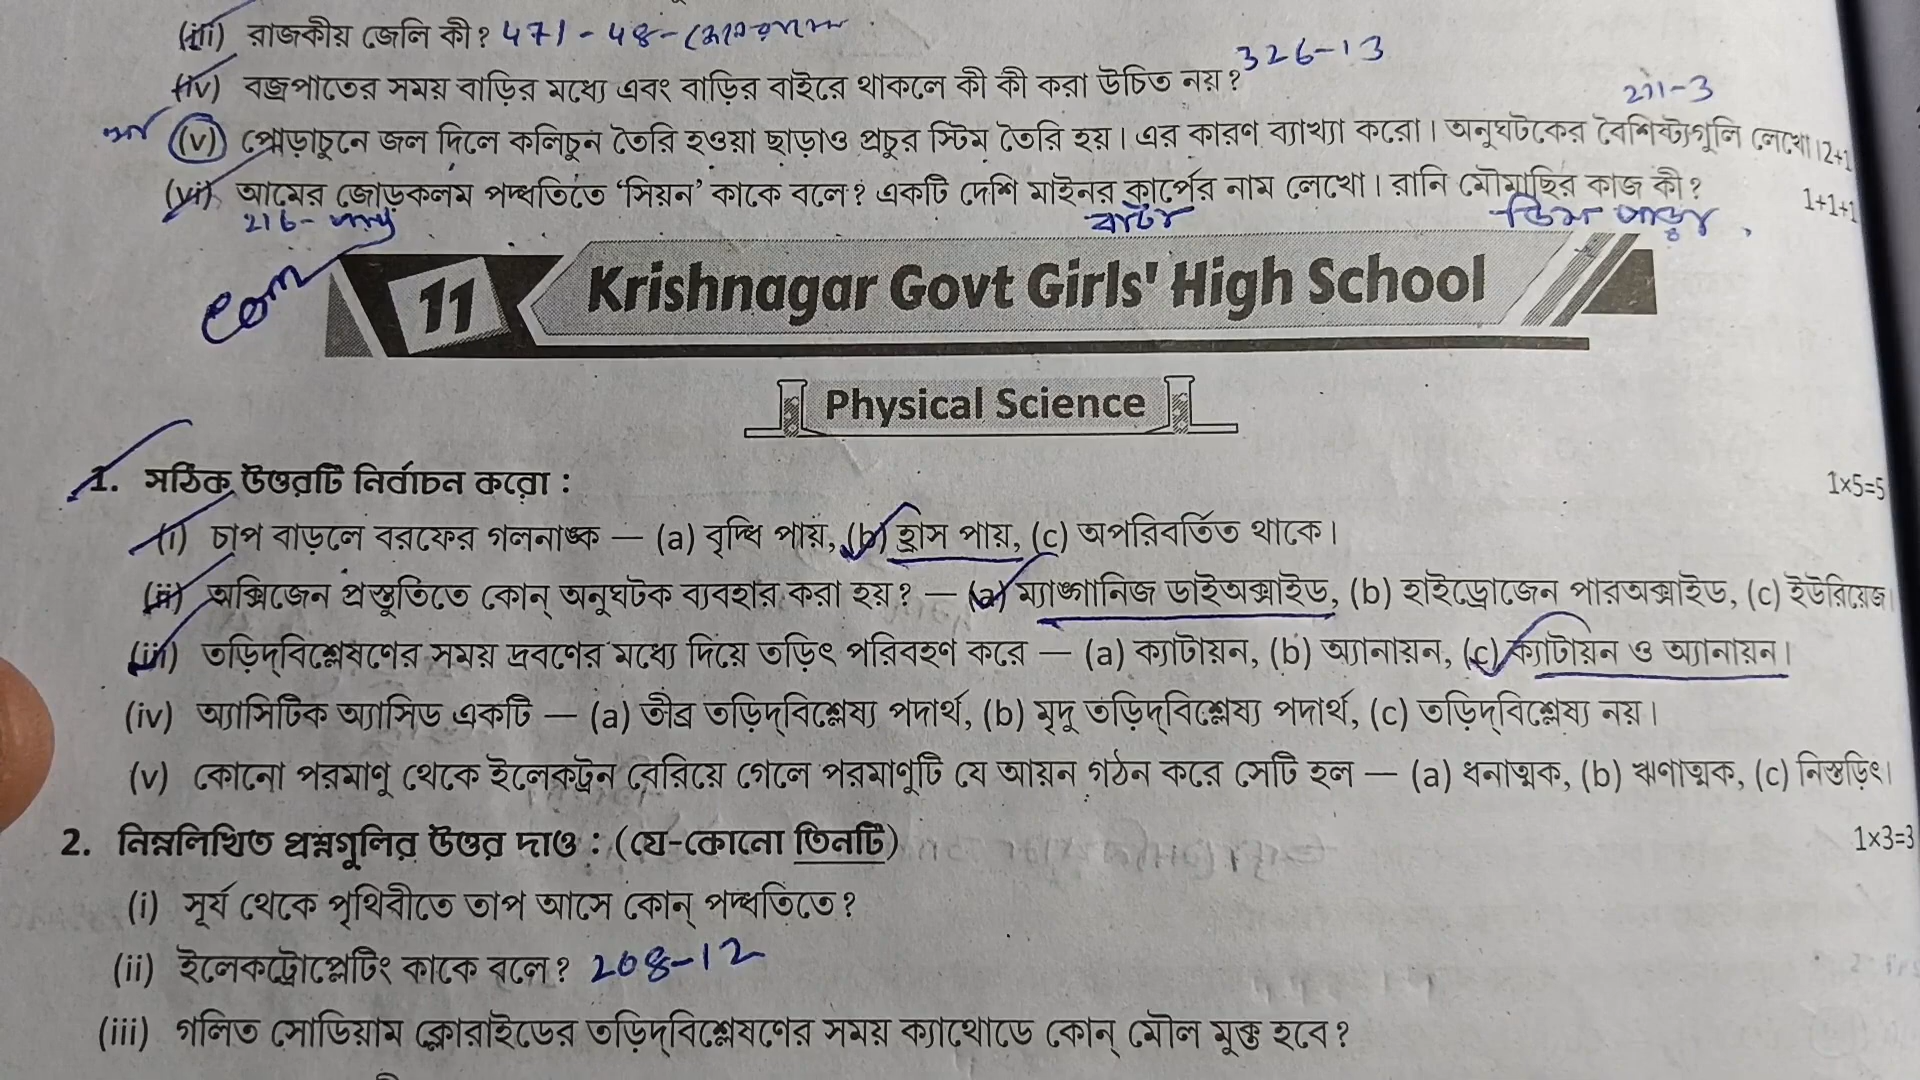 (iii) রাজকীয় জেলি কী? 471-48-
(iv) বজ্রপাতের সময় বাড়ির মধ্যে এবং বাড়ির বাইরে থাকলে কী কী করা উচিত নয়? 326-13
271-3
(v) পোড়াচুনে জল দিলে কলিচুন তৈরি হওয়া ছাড়াও প্রচুর স্টিম তৈরি হয়। এর কারণ ব্যাখ্যা করো। অনুঘটকের বৈশিষ্ট্যগুলি লেখো। 2+1
(vi) আমের জোড়কলম পদ্ধতিতে ‘সিয়ন’ কাকে বলে? একটি দেশি মাইনর কার্পের নাম লেখো। রানি মৌমাছির কাজ কী? 1+1+1
216- বাটা ডিম পাড়া
11 Krishnagar Govt Girls' High School
Physical Science
1. সঠিক উত্তরটি নির্বাচন করো : 1×5=5
(i) চাপ বাড়লে বরফের গলনাঙ্ক — (a) বৃদ্ধি পায়, (b) হ্রাস পায়, (c) অপরিবর্তিত থাকে।
(ii) অক্সিজেন প্রস্তুতিতে কোন্ অনুঘটক ব্যবহার করা হয়? — (a) ম্যাঙ্গানিজ ডাইঅক্সাইড, (b) হাইড্রোজেন পারঅক্সাইড, (c) ইউরিয়েজ।
(iii) তড়িদ্‌বিশ্লেষণের সময় দ্রবণের মধ্যে দিয়ে তড়িৎ পরিবহণ করে — (a) ক্যাটায়ন, (b) অ্যানায়ন, (c) ক্যাটায়ন ও অ্যানায়ন।
(iv) অ্যাসিটিক অ্যাসিড একটি — (a) তীব্র তড়িদ্‌বিশ্লেষ্য পদার্থ, (b) মৃদু তড়িদ্‌বিশ্লেষ্য পদার্থ, (c) তড়িদ্‌বিশ্লেষ্য নয়।
(v) কোনো পরমাণু থেকে ইলেকট্রন বেরিয়ে গেলে পরমাণুটি যে আয়ন গঠন করে সেটি হল — (a) ধনাত্মক, (b) ঋণাত্মক, (c) নিস্তড়িৎ।
2. নিম্নলিখিত প্রশ্নগুলির উত্তর দাও : (যে-কোনো তিনটি) 1×3=3
(i) সূর্য থেকে পৃথিবীতে তাপ আসে কোন্ পদ্ধতিতে?
(ii) ইলেকট্রোপ্লেটিং কাকে বলে? 208-12
(iii) গলিত সোডিয়াম ক্লোরাইডের তড়িদ্‌বিশ্লেষণের সময় ক্যাথোডে কোন্ মৌল মুক্ত হবে?